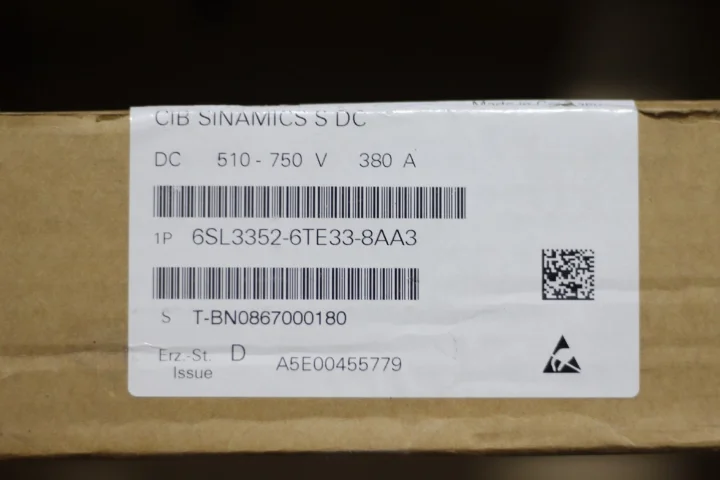 CIB SINAMICS S DC
DC 510 - 750 V 380 A
1P 6SL3352-6TE33-8AA3
S T-BN0867000180
Erz.-St. D A5E00455779
Issue